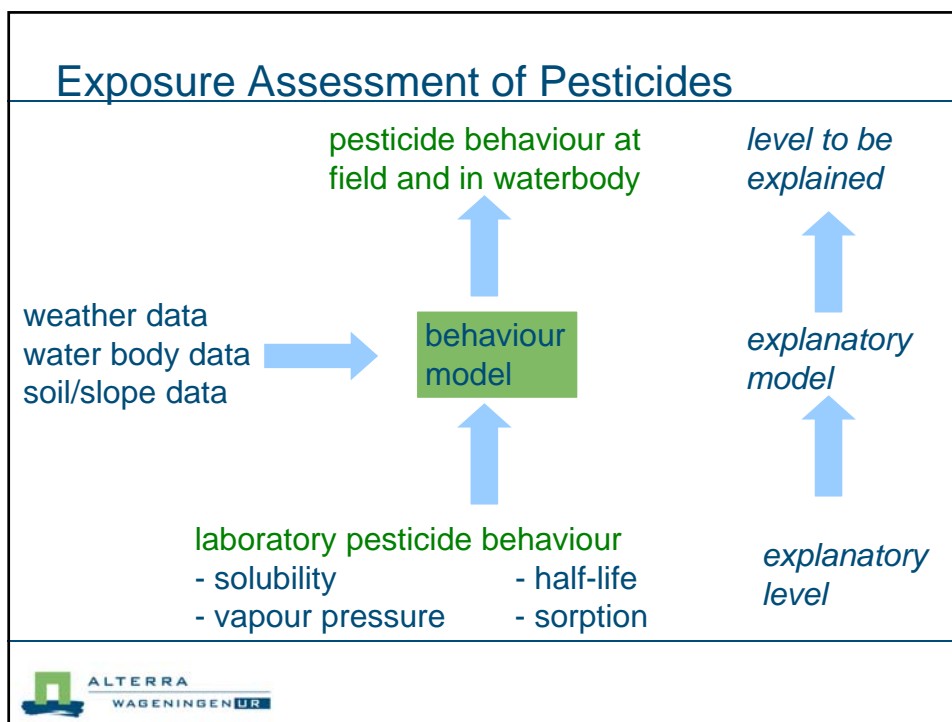 Exposure Assessment of Pesticides
pesticide behaviour at
field and in waterbody
level to be
explained
weather data
water body data
soil/slope data
behaviour
model
explanatory
model
laboratory pesticide behaviour
- solubility - half-life
- vapour pressure - sorption
explanatory
level
ALTERRA
WAGENINGEN UR